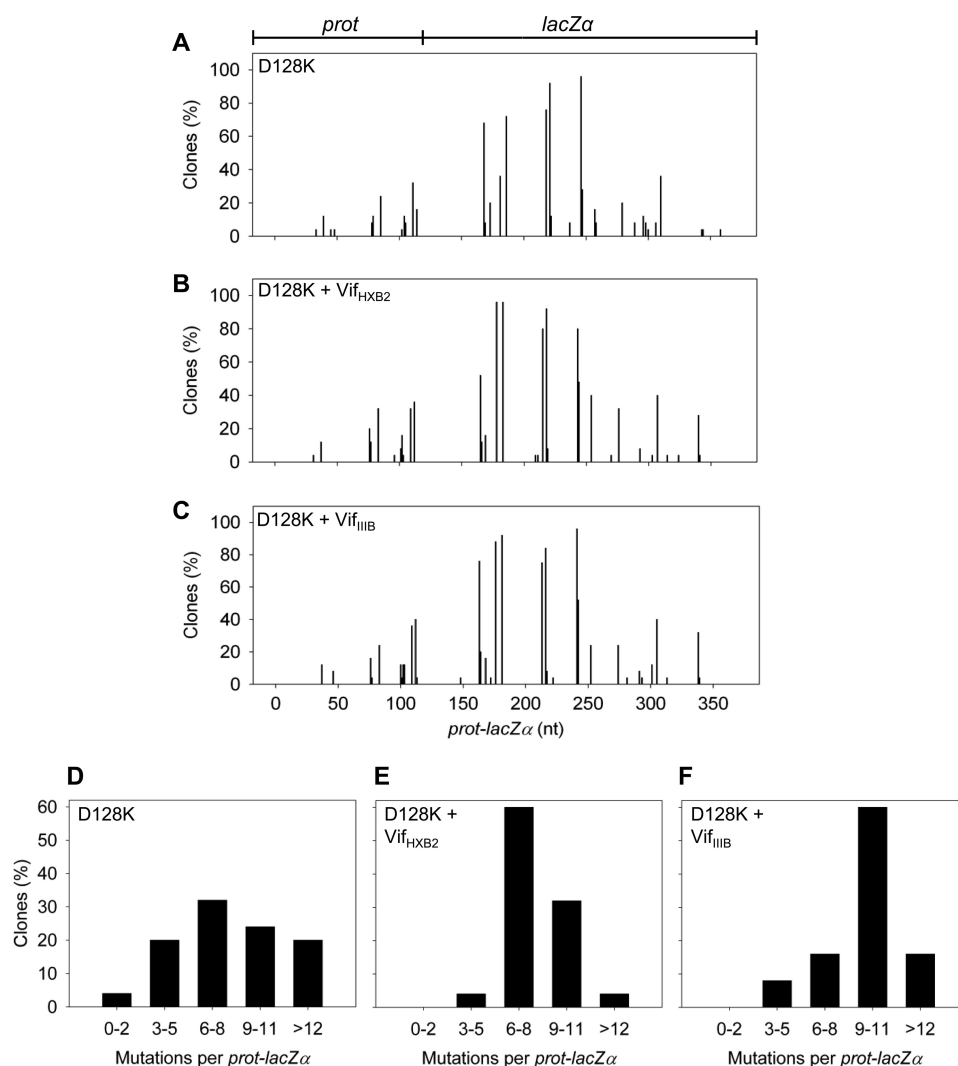 prot lacZα
A
D128K
100
80
60
40
20
0
Clones (%)
B
D128K + VifHXB2
100
80
60
40
20
0
Clones (%)
C
D128K + VifIIIB
100
80
60
40
20
0
Clones (%)
0 50 100 150 200 250 300 350
prot-lacZα (nt)
D
D128K
60
50
40
30
20
10
0
Clones (%)
0-2 3-5 6-8 9-11 >12
Mutations per prot-lacZα
E
D128K +
VifHXB2
0-2 3-5 6-8 9-11 >12
Mutations per prot-lacZα
F
D128K +
VifIIIB
0-2 3-5 6-8 9-11 >12
Mutations per prot-lacZα